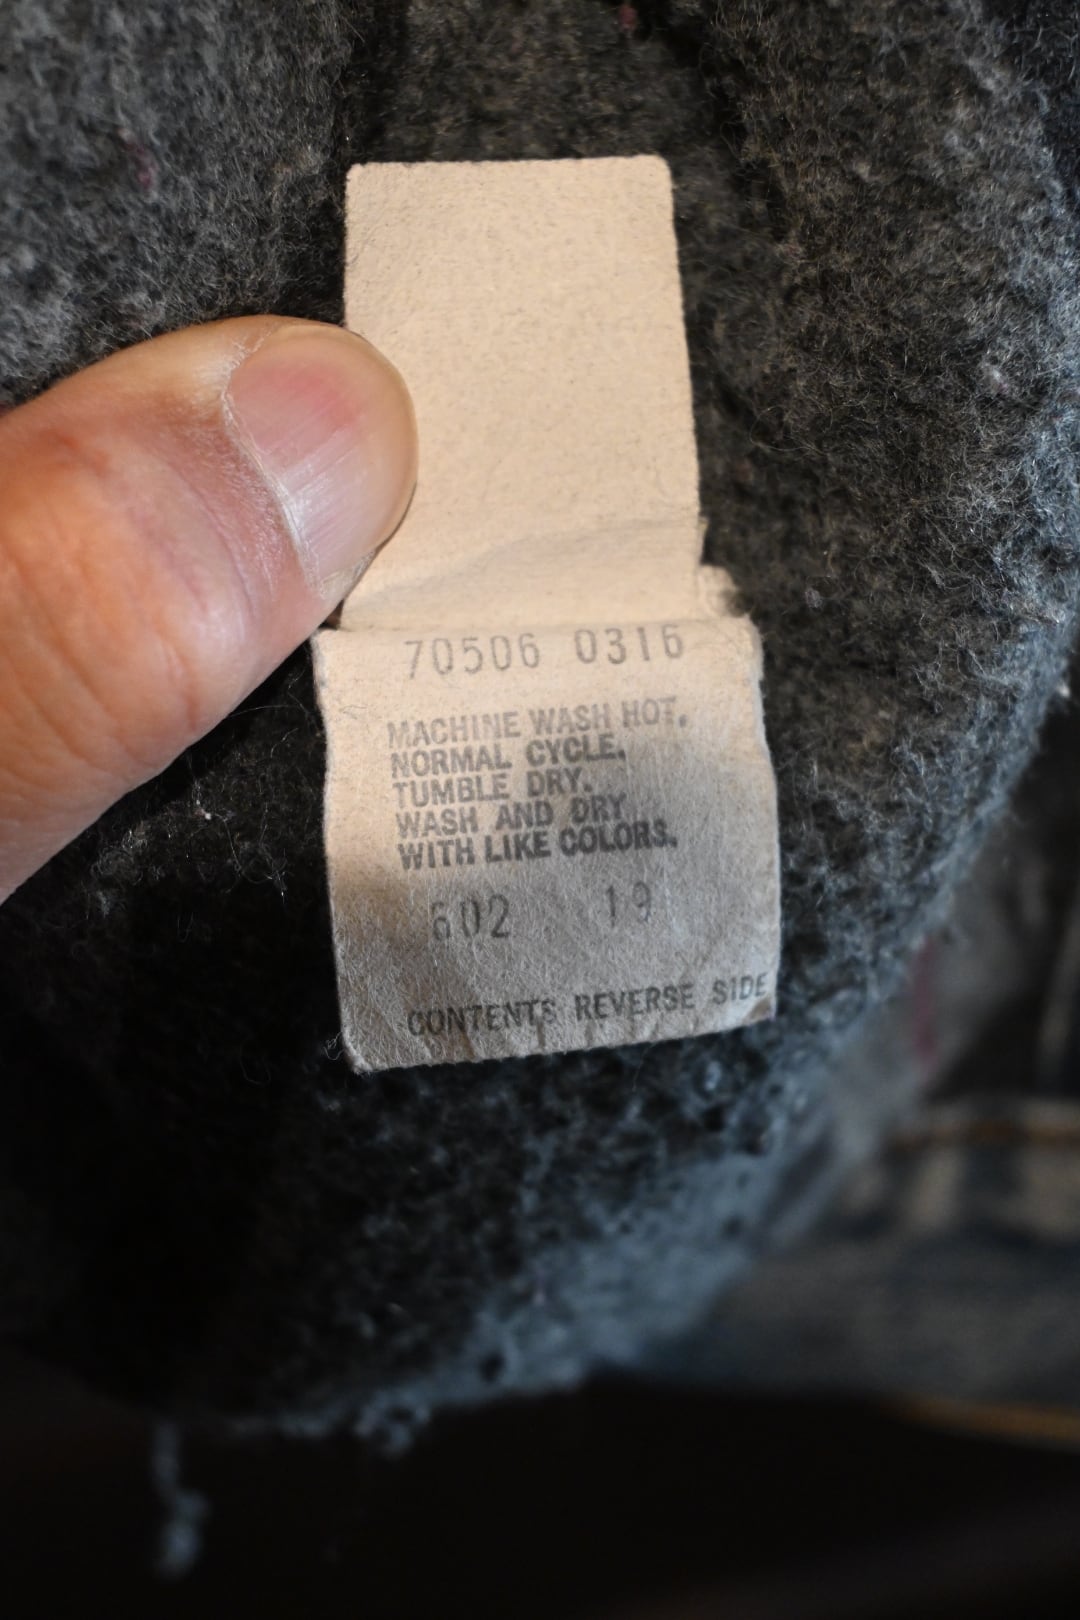 70506 0316
MACHINE WASH HOT.
NORMAL CYCLE.
TUMBLE DRY.
WASH AND DRY
WITH LIKE COLORS.
602 19
CONTENTS REVERSE SIDE